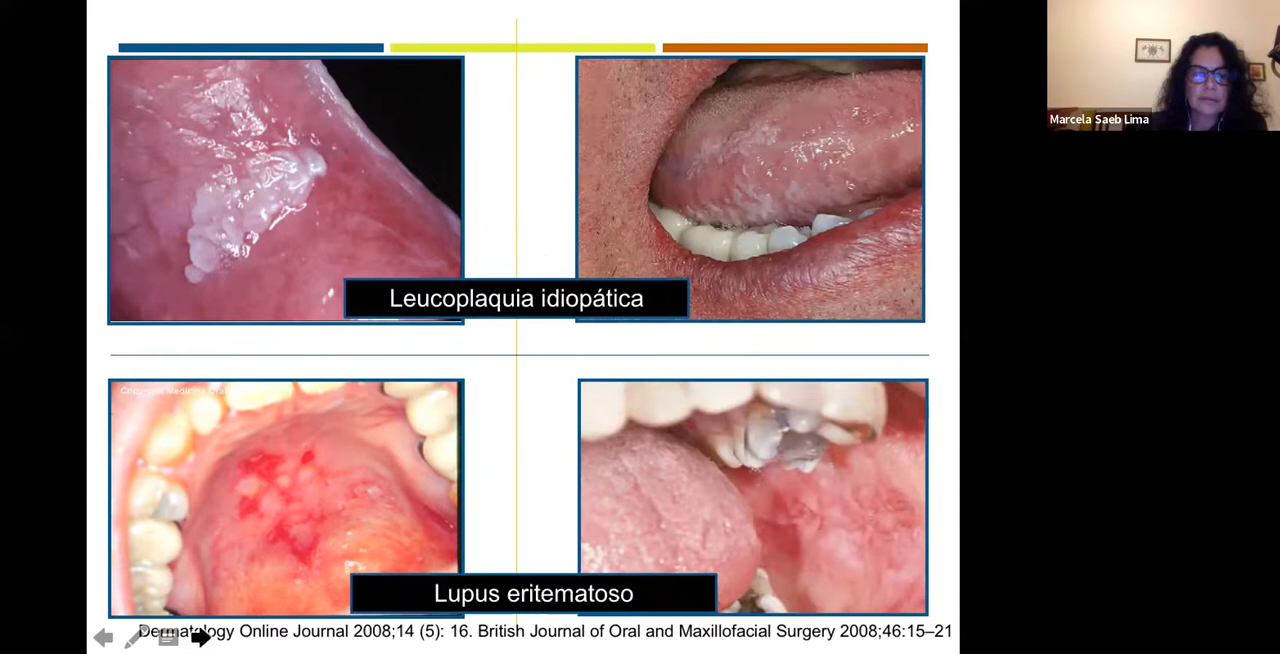 Marcela Saeb Lima
Leucoplaquia idiopática
Lupus eritematoso
Dermatology Online Journal 2008;14 (5): 16. British Journal of Oral and Maxillofacial Surgery 2008;46:15–21